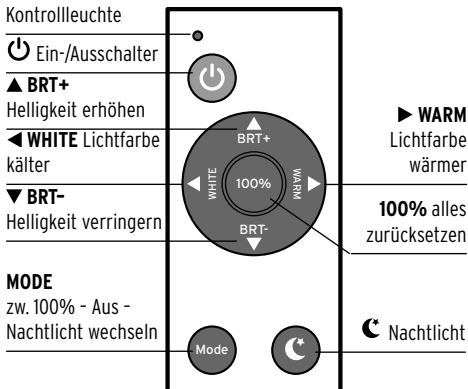 Kontrollleuchte
Ein-/Ausschalter
▲ BRT+
Helligkeit erhöhen
◀ WHITE Lichtfarbe
kälter
▼ BRT–
Helligkeit verringern
MODE
zw. 100% - Aus -
Nachtlicht wechseln
BRT+
WHITE
100%
WARM
BRT-
Mode
▶ WARM
Lichtfarbe
wärmer
100% alles
zurücksetzen
Nachtlicht